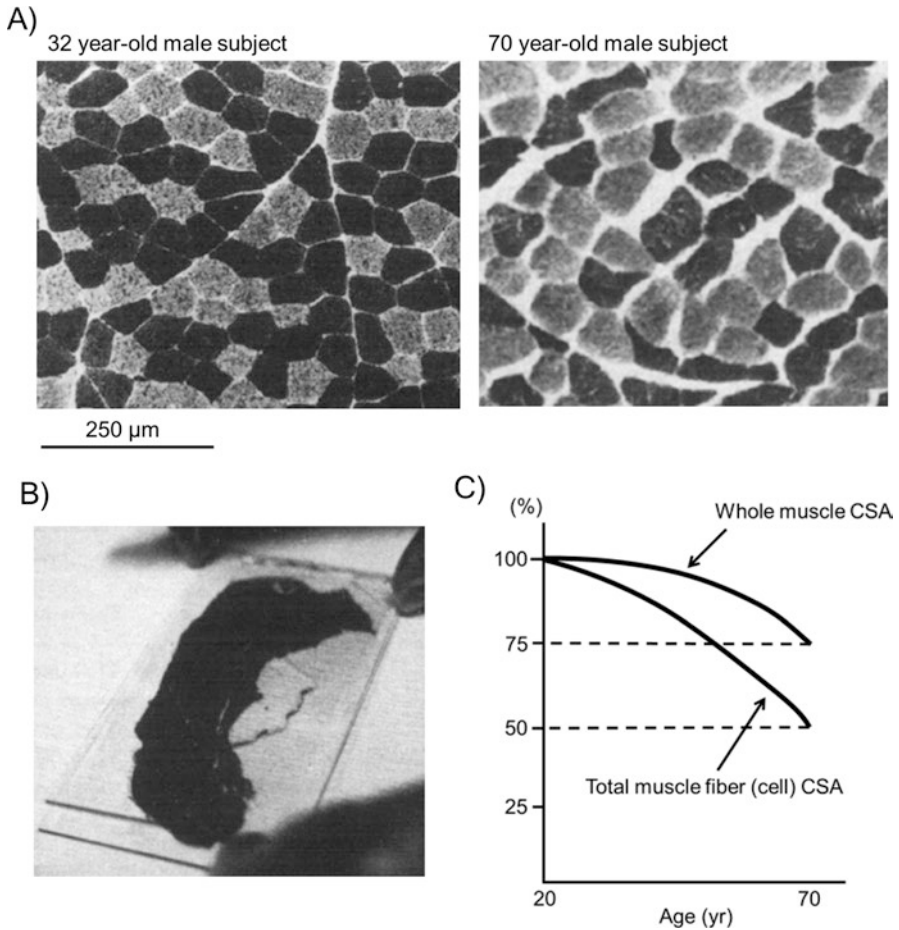 A)
32 year-old male subject
70 year-old male subject
250 µm
B)
C)
(%)
Whole muscle CSA
100
75
50
Total muscle fiber (cell) CSA
25
20
70
Age (yr)